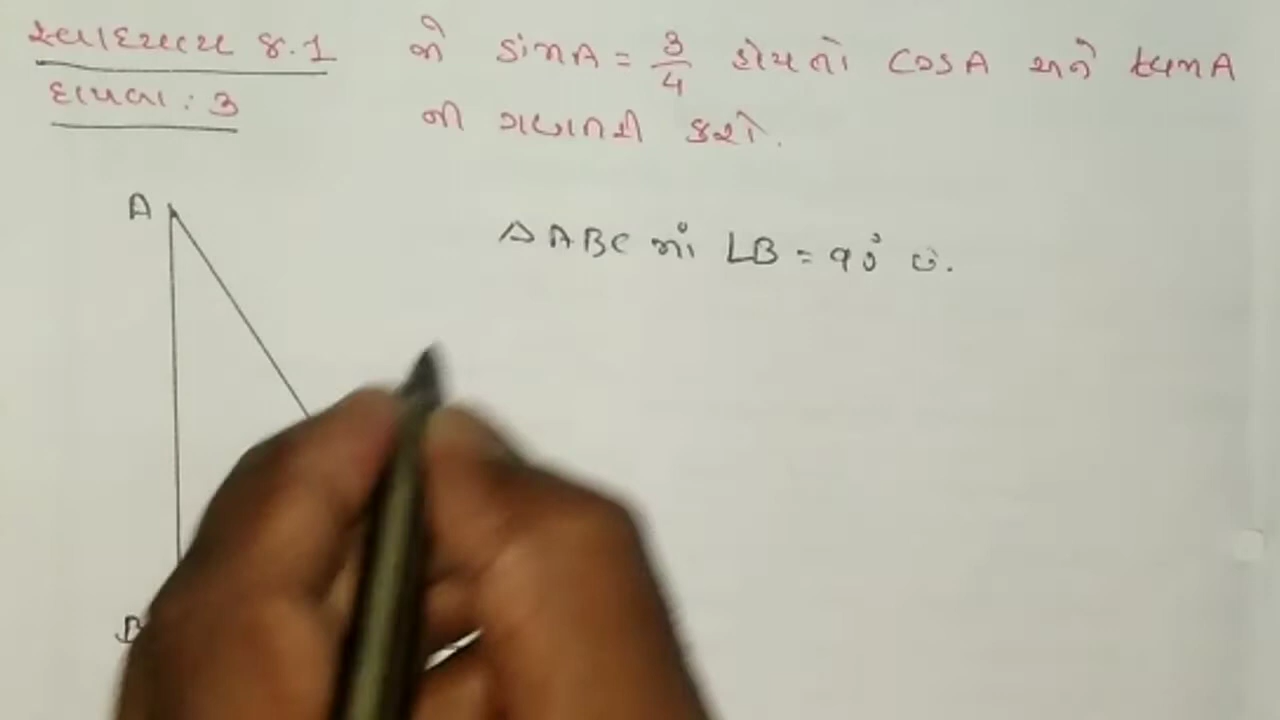 સ્વાધ્યાય 8.1
દાખલા : 3
જો sinA = 3/4 હોય તો cosA અને tanA
ની ગણતરી કરો.
A
△ABC માં ∠B = 90° છે.
B